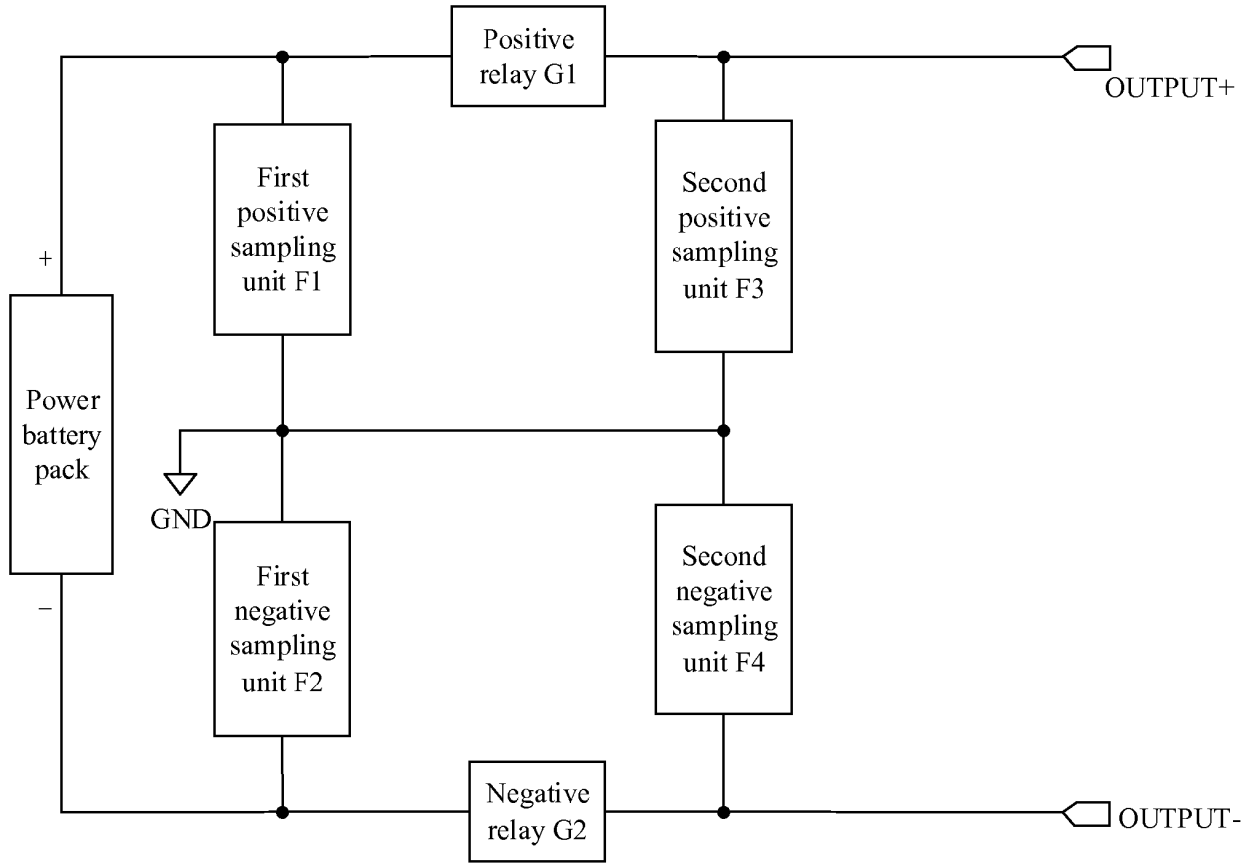 Positive
relay G1
OUTPUT+
First
positive
sampling
unit F1
Second
positive
sampling
unit F3
+
Power
battery
pack
−
GND
First
negative
sampling
unit F2
Second
negative
sampling
unit F4
Negative
relay G2
OUTPUT-